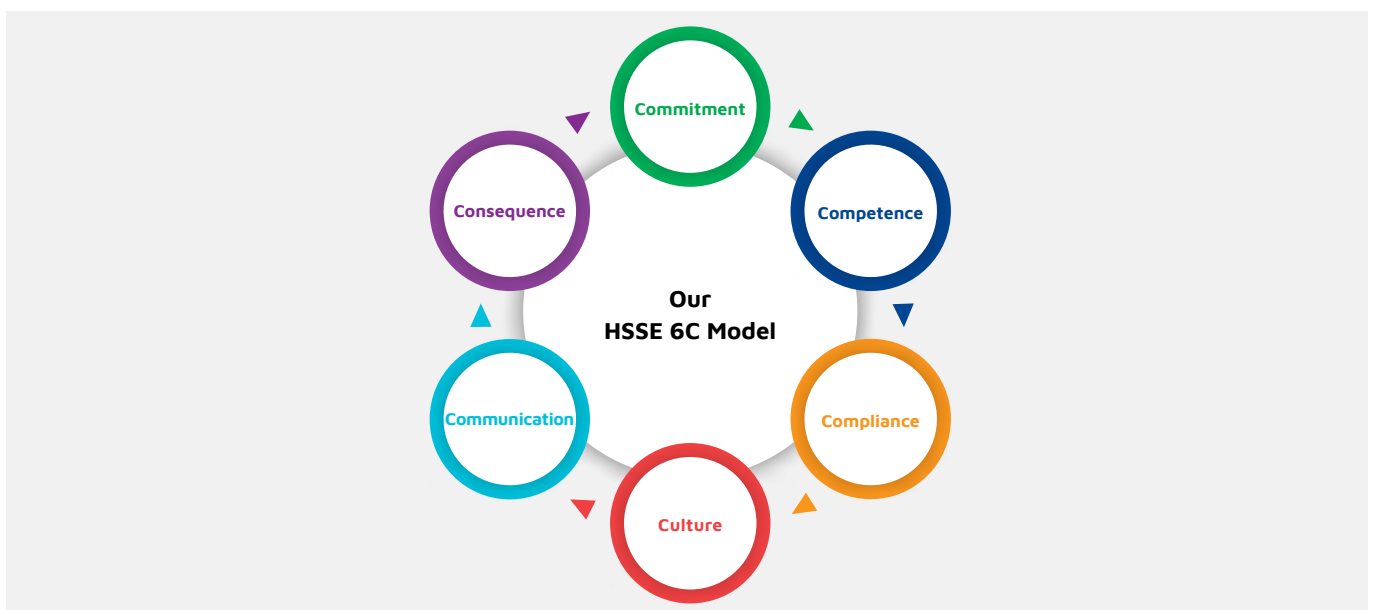 Commitment
Competence
Compliance
Culture
Communication
Consequence
Our
HSSE 6C Model